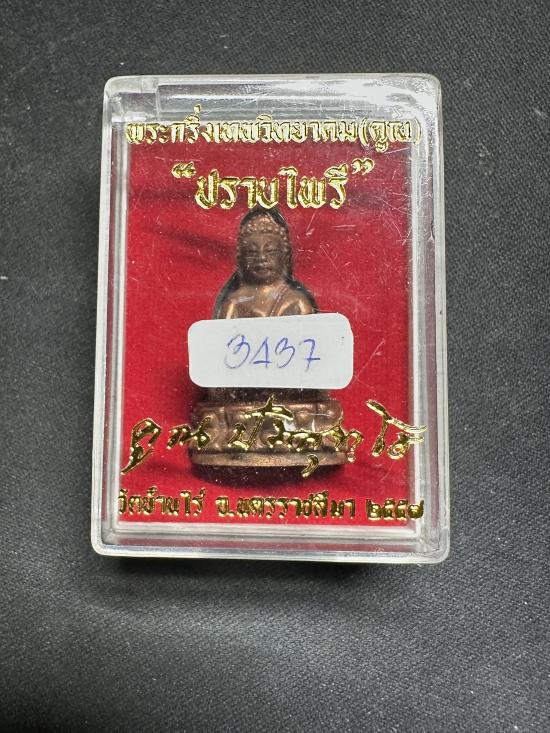 พระกริ่งเทพวิทยาคม(คูณ)
“ปราบไพรี”
3437
คูณ ปริสุทฺโธ
วัดบ้านไร่ จ.นครราชสีมา ๒๕๕๗